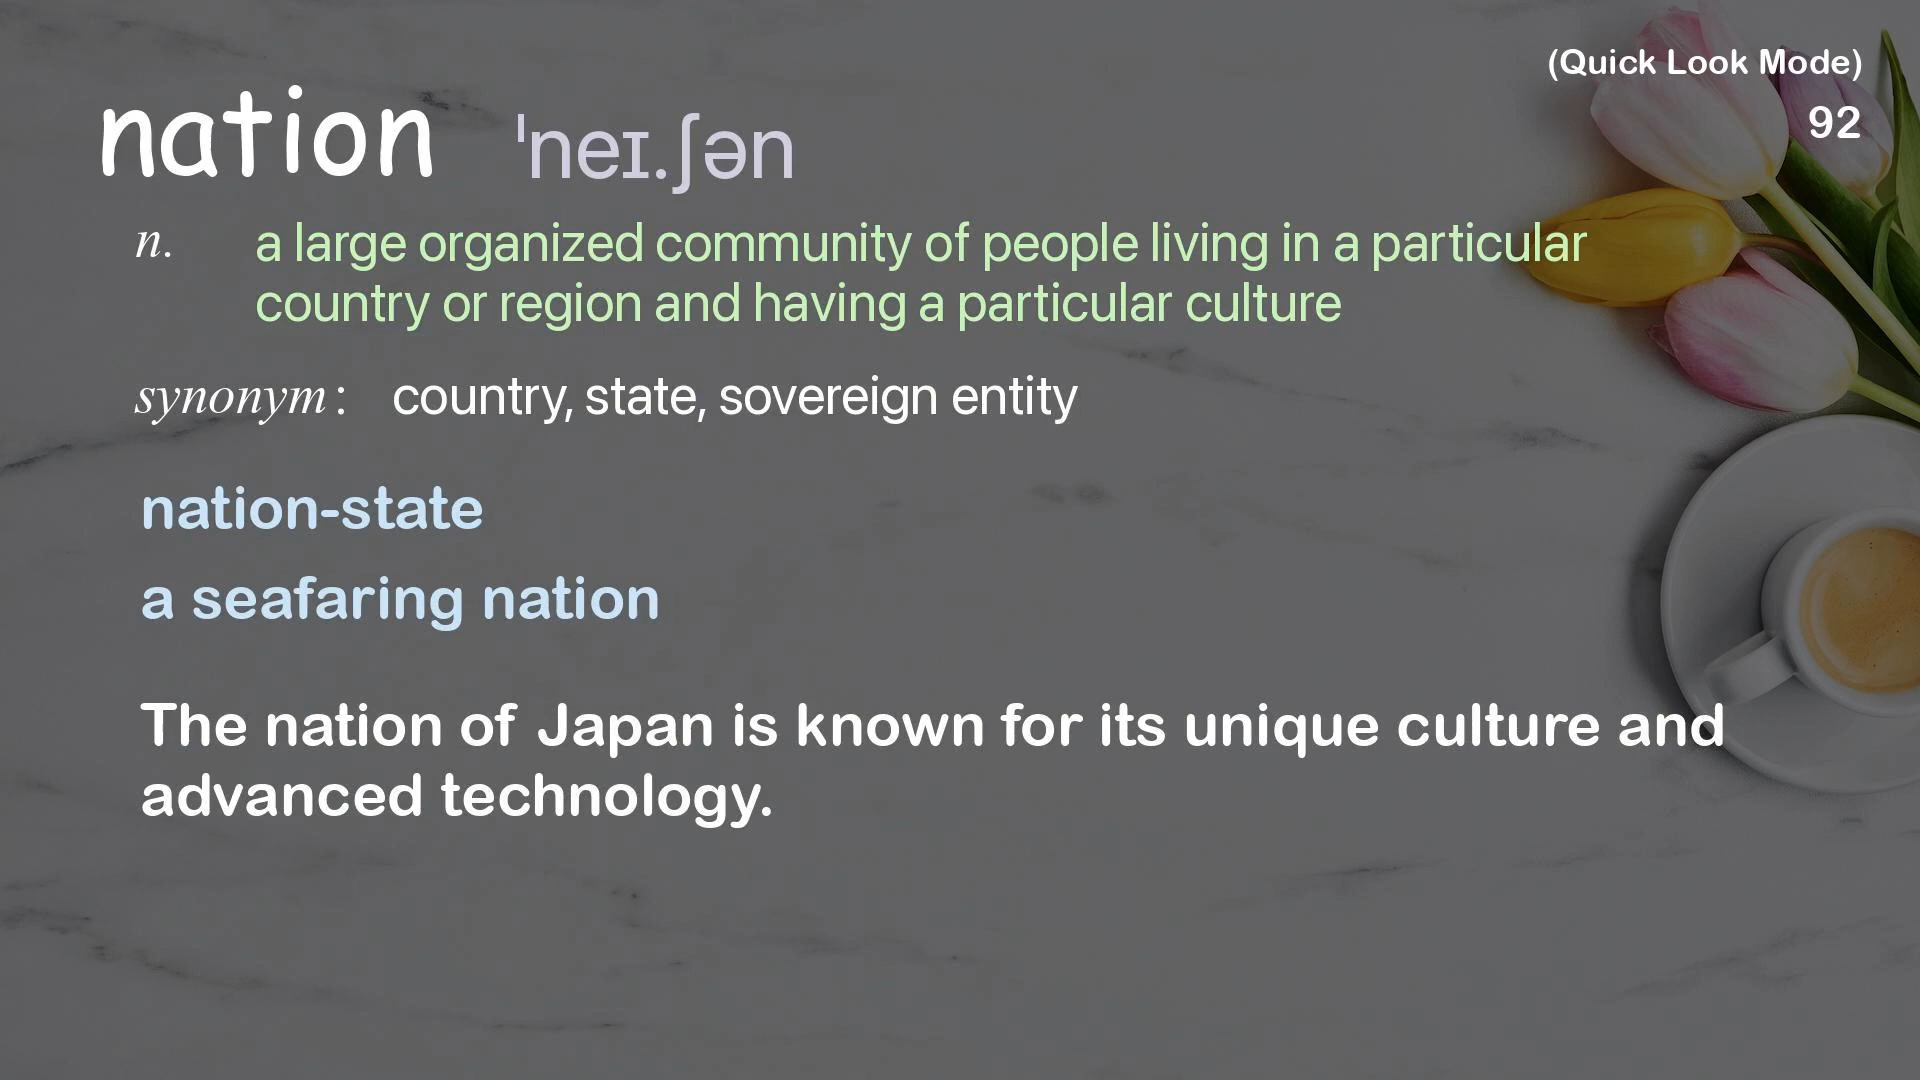 (Quick Look Mode)
92
nation ˈneɪ.ʃən
n. a large organized community of people living in a particular
country or region and having a particular culture
synonym: country, state, sovereign entity
nation-state
a seafaring nation
The nation of Japan is known for its unique culture and
advanced technology.